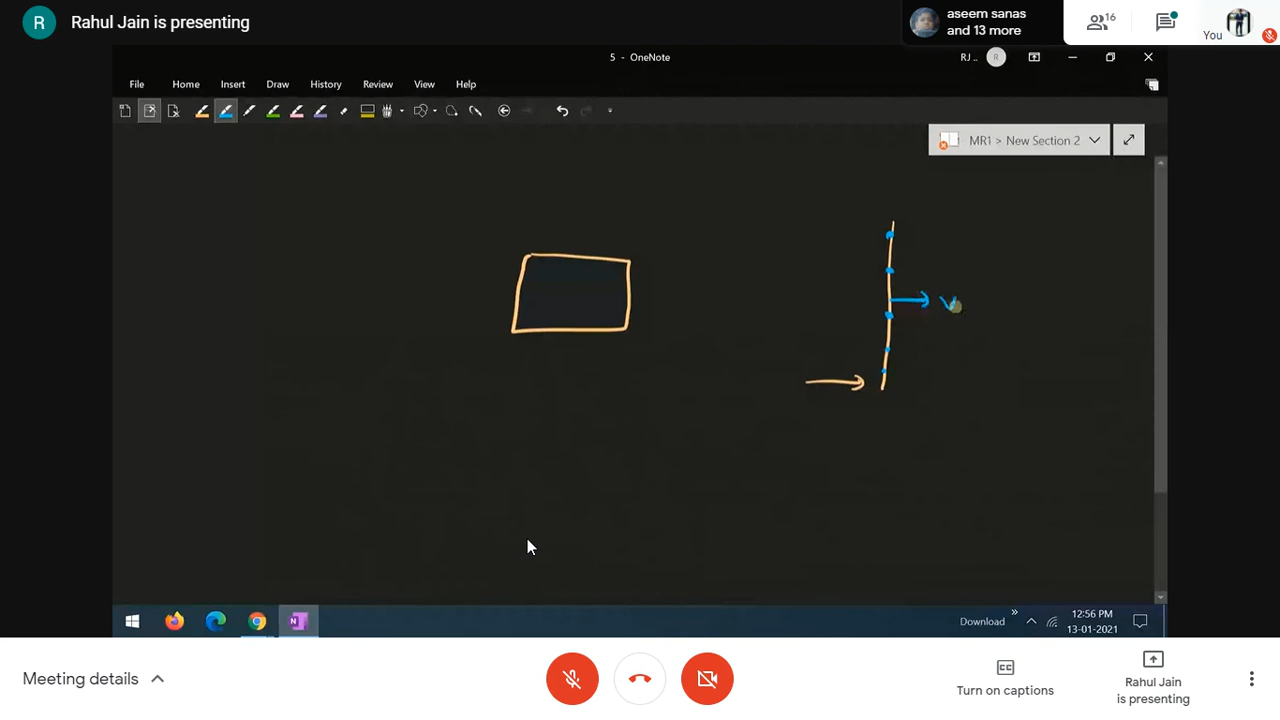 R Rahul Jain is presenting
aseem sanas
and 13 more
16
You
5 - OneNote
RJ ..
R
File Home Insert Draw History Review View Help
MR1 > New Section 2
v
Download
12:56 PM
13-01-2021
N
Meeting details
CC
Turn on captions
Rahul Jain
is presenting